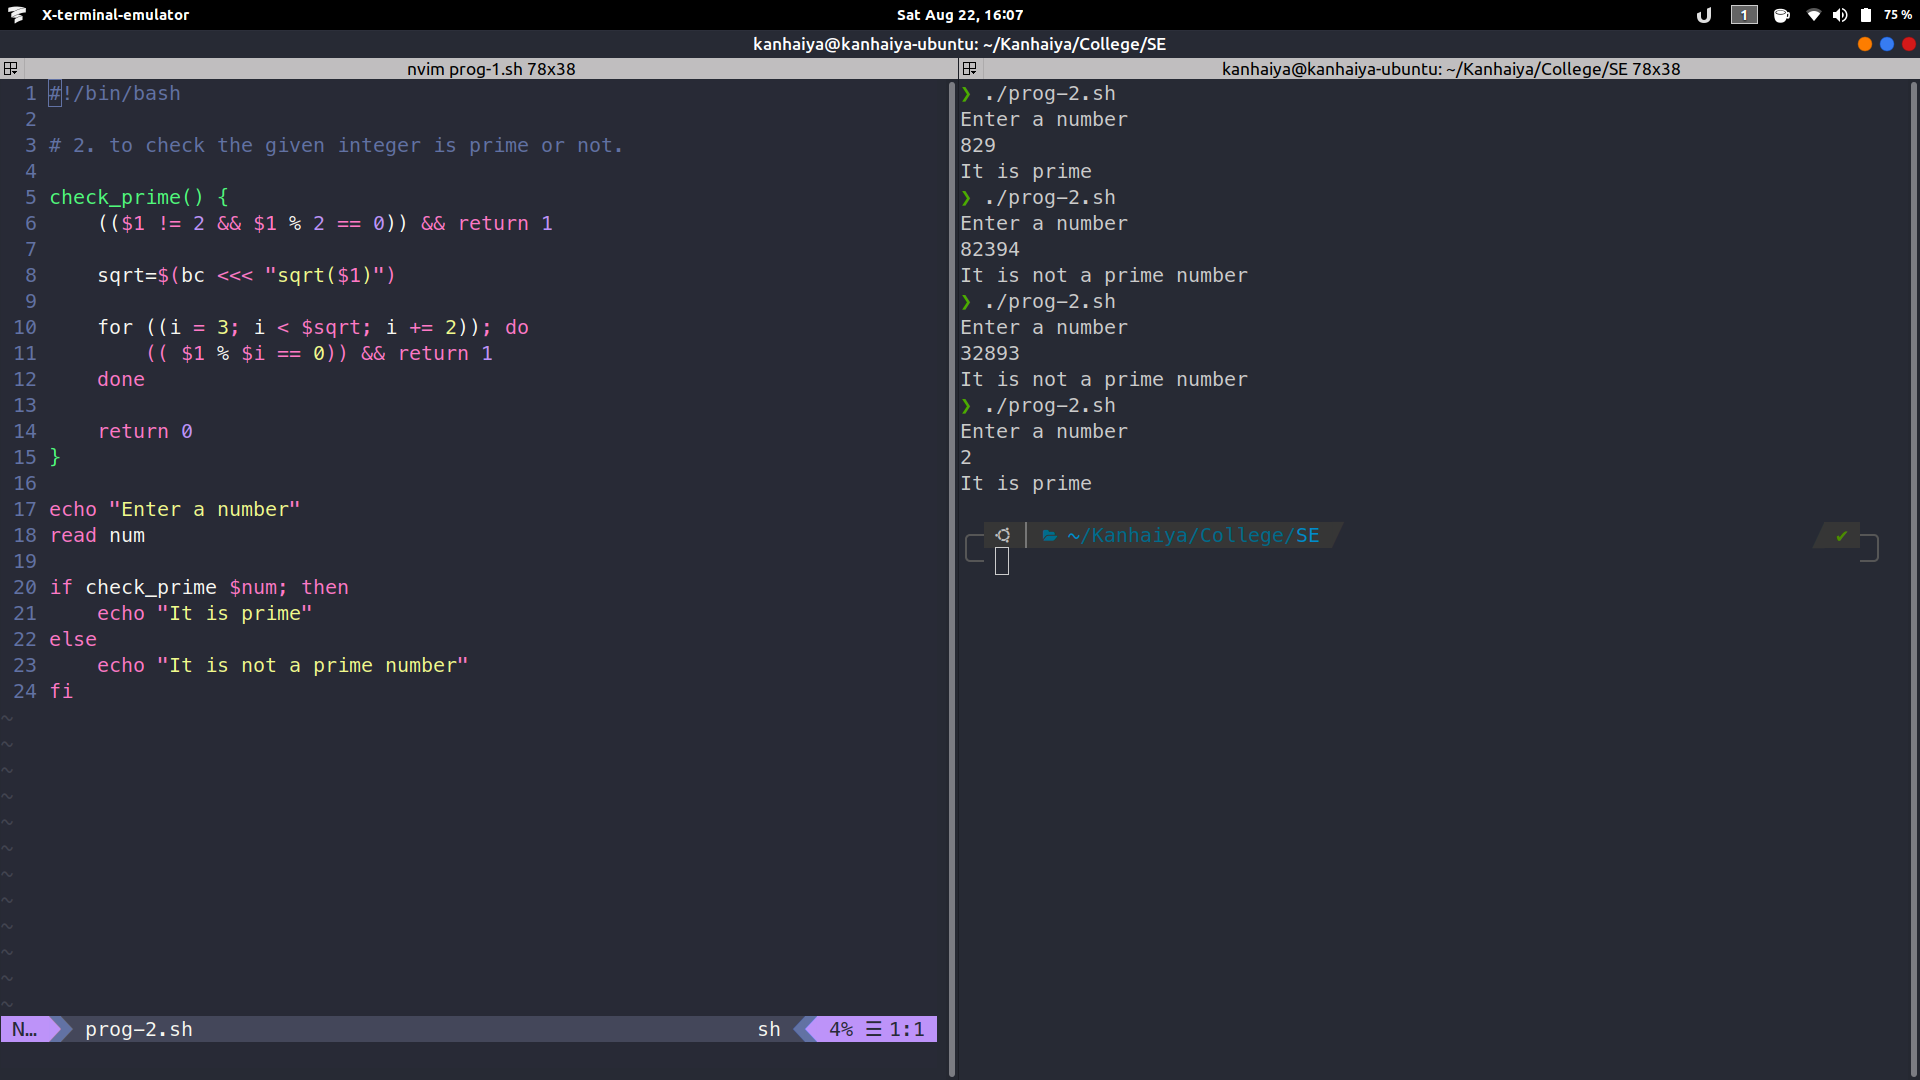 X-terminal-emulator
Sat Aug 22, 16:07
1
75 %
kanhaiya@kanhaiya-ubuntu: ~/Kanhaiya/College/SE
nvim prog-1.sh 78x38
1 #!/bin/bash
2
3 # 2. to check the given integer is prime or not.
4
5 check_prime() {
6     (($1 != 2 && $1 % 2 == 0)) && return 1
7
8     sqrt=$(bc <<< "sqrt($1)")
9
10     for ((i = 3; i < $sqrt; i += 2)); do
11         (( $1 % $i == 0)) && return 1
12     done
13
14     return 0
15 }
16
17 echo "Enter a number"
18 read num
19
20 if check_prime $num; then
21     echo "It is prime"
22 else
23     echo "It is not a prime number"
24 fi
~
~
~
~
~
~
~
~
~
~
~
~
N... prog-2.sh sh 4% ☰ 1:1
kanhaiya@kanhaiya-ubuntu: ~/Kanhaiya/College/SE 78x38
❯ ./prog-2.sh
Enter a number
829
It is prime
❯ ./prog-2.sh
Enter a number
82394
It is not a prime number
❯ ./prog-2.sh
Enter a number
32893
It is not a prime number
❯ ./prog-2.sh
Enter a number
2
It is prime
~/Kanhaiya/College/SE ✔